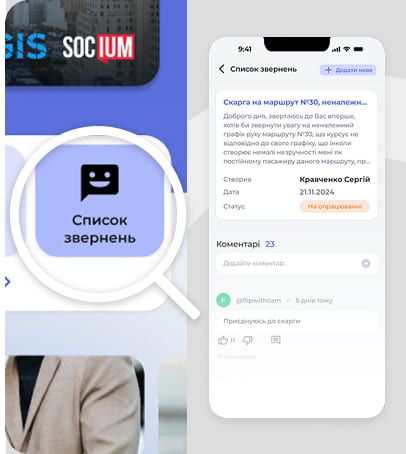 GIS
SOCIUM
Список
звернень
9:41
Список звернень
+ Додати нове
Скарга на маршрут №30, неналежн...
Доброго дня, звертаюсь до Вас вперше,
хотів би звернути увагу на неналежний
графік руху маршруту №30, що курсує не
відповідно до свого графіку, що інколи
створює немалі незручності мені як
постійному пасажиру даного маршруту, пр...
Створив Кравченко Сергій
Дата 21.11.2024
Статус На опрацюванні
Коментарі 23
Додайте коментар...
F @flipwithcam 5 днів тому
Приєднуюсь до скарги
11